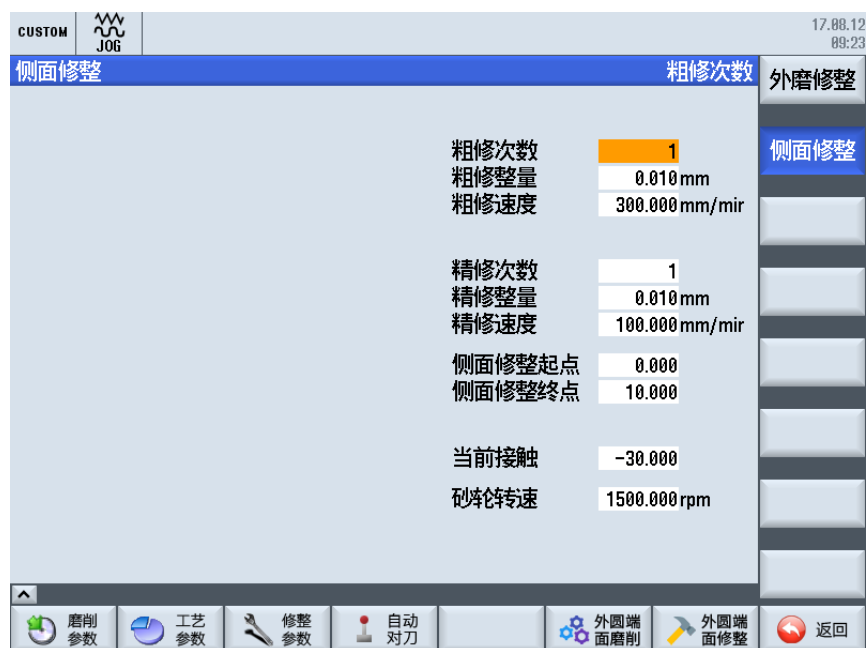 CUSTOM
JOG
17.08.12
09:23
侧面修整 粗修次数
外磨修整
侧面修整
粗修次数 1
粗修整量 0.010 mm
粗修速度 300.000 mm/mir
精修次数 1
精修整量 0.010 mm
精修速度 100.000 mm/mir
侧面修整起点 0.000
侧面修整终点 10.000
当前接触 -30.000
砂轮转速 1500.000 rpm
磨削
参数
工艺
参数
修整
参数
自动
对刀
外圆端
面磨削
外圆端
面修整
返回